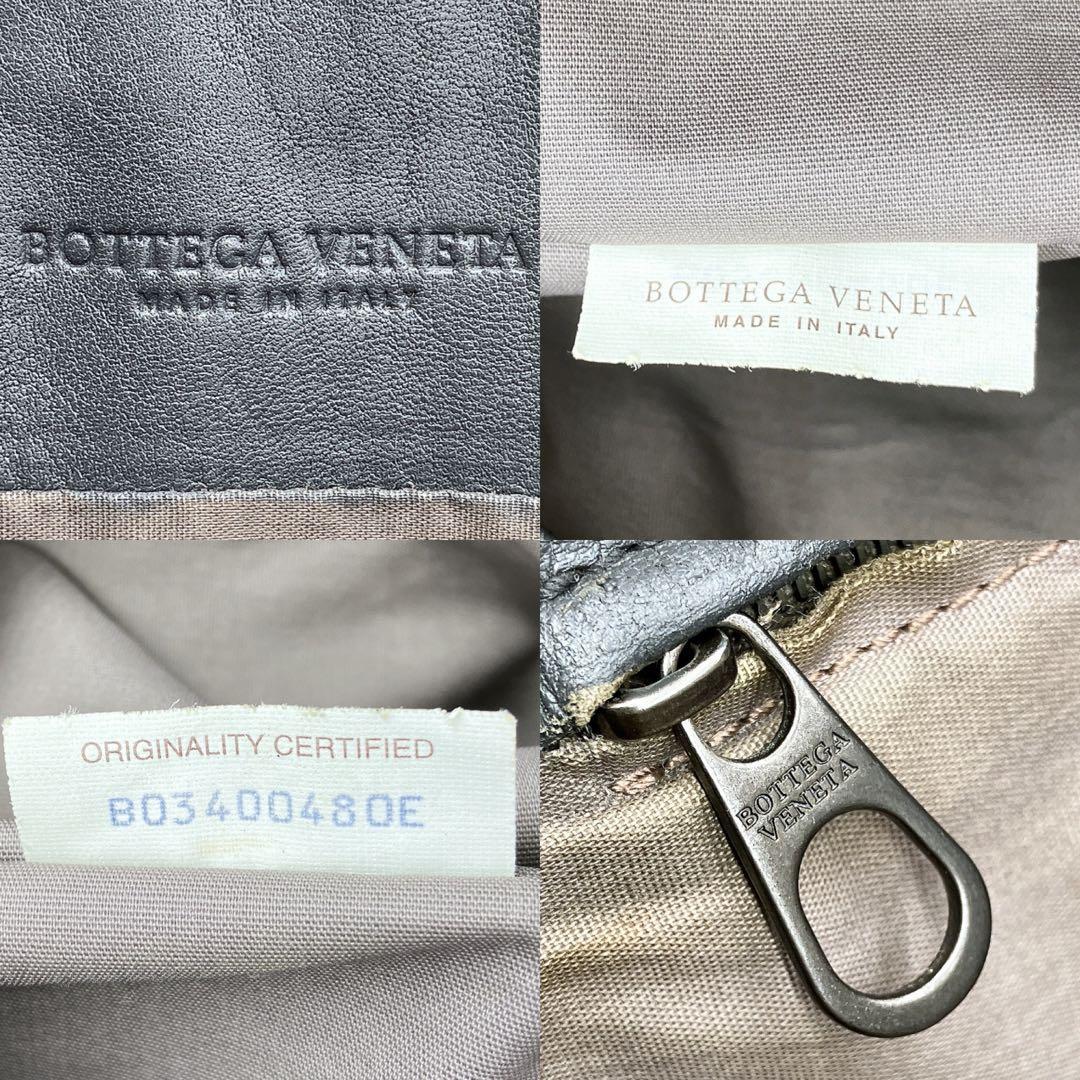 BOTTEGA VENETA
MADE IN ITALY
BOTTEGA VENETA
MADE IN ITALY
ORIGINALITY CERTIFIED
B03400480E
BOTTEGA
VENETA